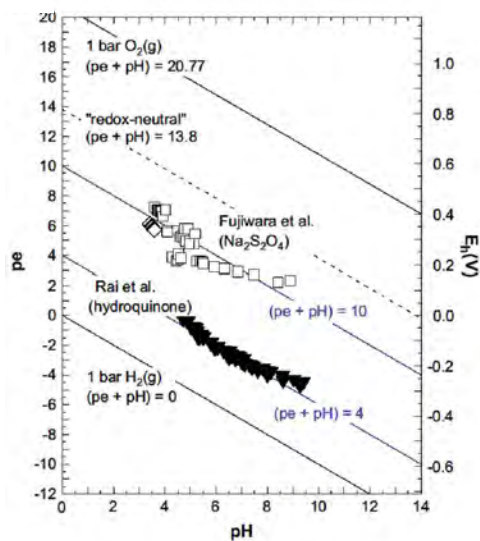 20
18
16
14
12
10
8
6
4
2
0
-2
-4
-6
-8
-10
-12
pe
1 bar O₂(g)
(pe + pH) = 20.77
"redox-neutral"
(pe + pH) = 13.8
Fujiwara et al.
(Na₂S₂O₄)
Rai et al.
(hydroquinone)
(pe + pH) = 10
1 bar H₂(g)
(pe + pH) = 0
(pe + pH) = 4
1.0
0.8
0.6
0.4
0.2
0.0
-0.2
-0.4
-0.6
Eₕ(V)
0 2 4 6 8 10 12 14
pH